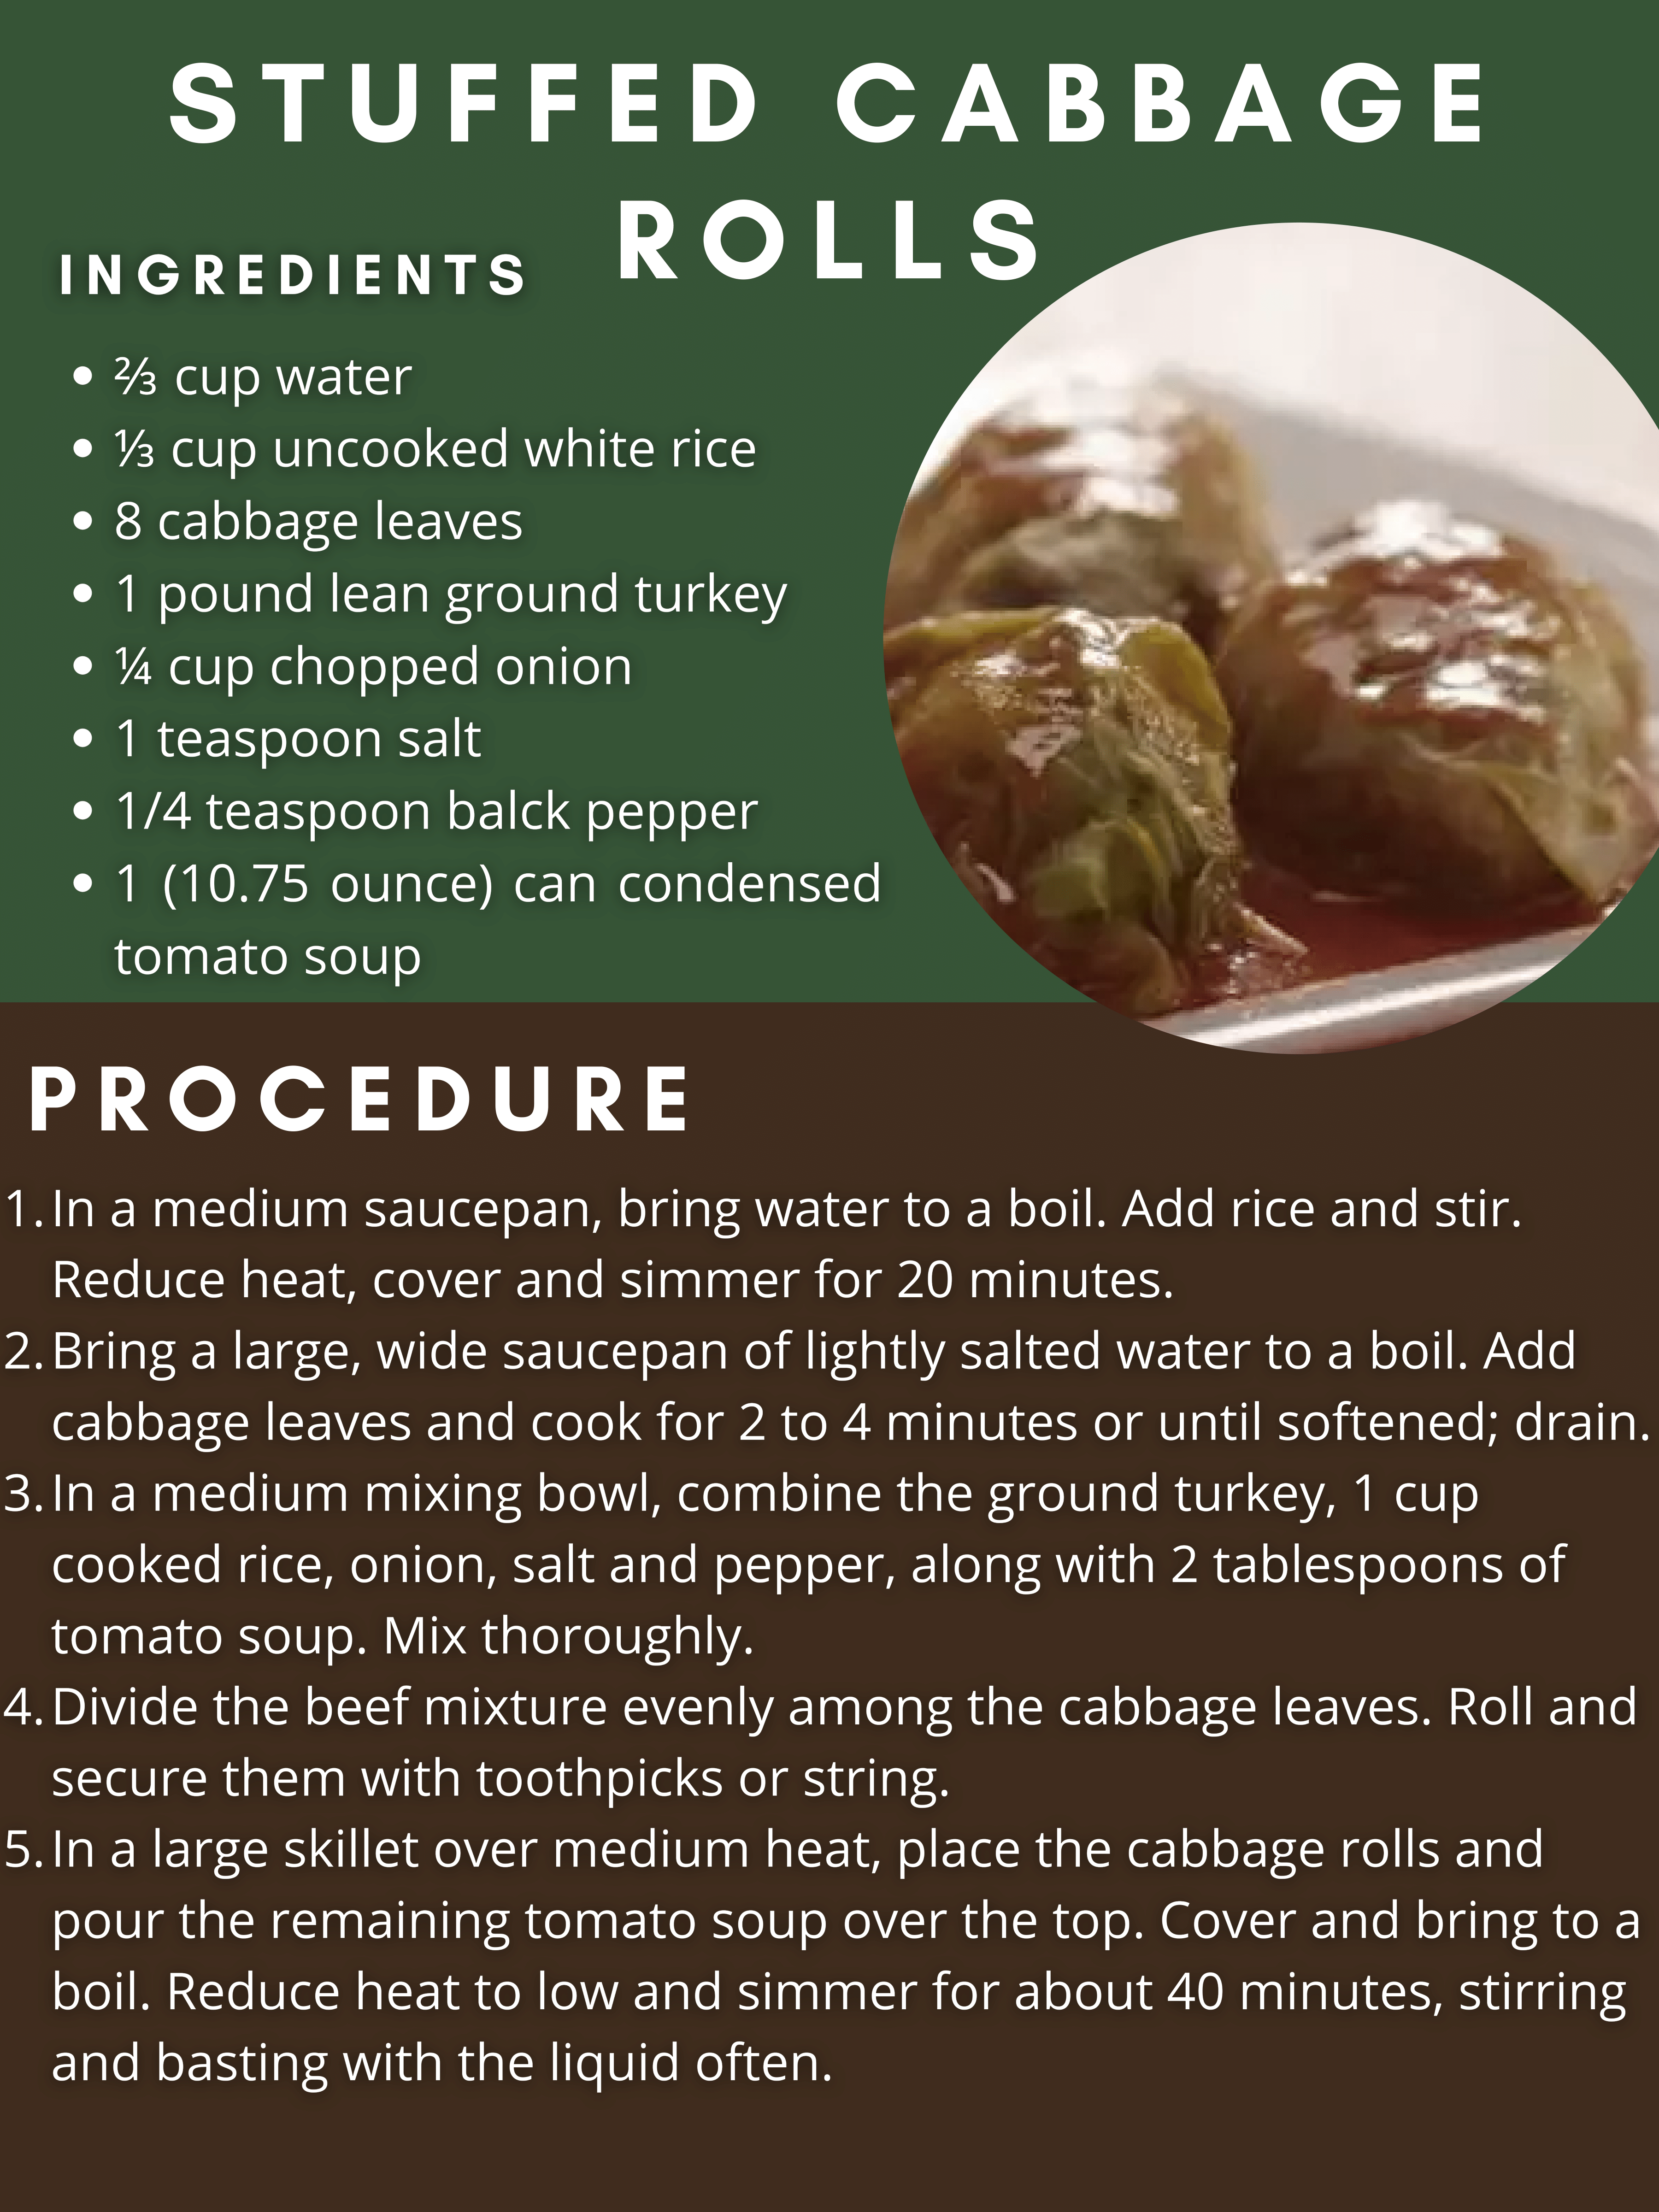 STUFFED CABBAGE
ROLLS
INGREDIENTS
• ⅔ cup water
• ⅓ cup uncooked white rice
• 8 cabbage leaves
• 1 pound lean ground turkey
• ¼ cup chopped onion
• 1 teaspoon salt
• 1/4 teaspoon balck pepper
• 1 (10.75 ounce) can condensed
tomato soup
PROCEDURE
1. In a medium saucepan, bring water to a boil. Add rice and stir.
Reduce heat, cover and simmer for 20 minutes.
2. Bring a large, wide saucepan of lightly salted water to a boil. Add
cabbage leaves and cook for 2 to 4 minutes or until softened; drain.
3. In a medium mixing bowl, combine the ground turkey, 1 cup
cooked rice, onion, salt and pepper, along with 2 tablespoons of
tomato soup. Mix thoroughly.
4. Divide the beef mixture evenly among the cabbage leaves. Roll and
secure them with toothpicks or string.
5. In a large skillet over medium heat, place the cabbage rolls and
pour the remaining tomato soup over the top. Cover and bring to a
boil. Reduce heat to low and simmer for about 40 minutes, stirring
and basting with the liquid often.